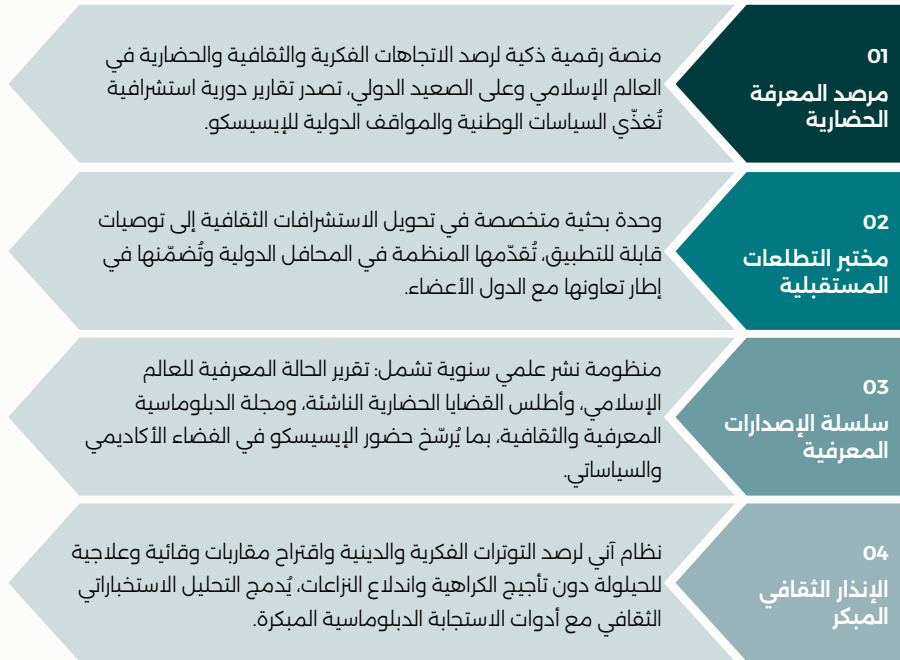 01
مرصد المعرفة
الحضارية
منصة رقمية ذكية لرصد الاتجاهات الفكرية والثقافية والحضارية في
العالم الإسلامي وعلى الصعيد الدولي، تصدر تقارير دورية استشرافية
تُغذّي السياسات الوطنية والمواقف الدولية للإيسيسكو.
02
مختبر التطلعات
المستقبلية
وحدة بحثية متخصصة في تحويل الاستشرافات الثقافية إلى توصيات
قابلة للتطبيق، تُقدّمها المنظمة في المحافل الدولية وتُضمّنها في
إطار تعاونها مع الدول الأعضاء.
03
سلسلة الإصدارات
المعرفية
منظومة نشر علمي سنوية تشمل: تقرير الحالة المعرفية للعالم
الإسلامي، وأطلس القضايا الحضارية الناشئة، ومجلة الدبلوماسية
المعرفية والثقافية، بما يُرسّخ حضور الإيسيسكو في الفضاء الأكاديمي
والسياساتي.
04
الإنذار الثقافي
المبكر
نظام آني لرصد التوترات الفكرية والدينية واقتراح مقاربات وقائية وعلاجية
للحيلولة دون تأجيج الكراهية واندلاع النزاعات، يُدمج التحليل الاستخباراتي
الثقافي مع أدوات الاستجابة الدبلوماسية المبكرة.